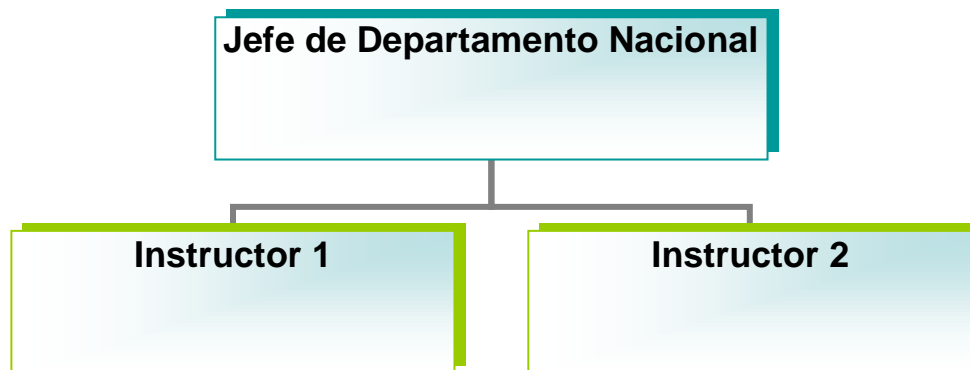 Jefe de Departamento Nacional
Instructor 1
Instructor 2